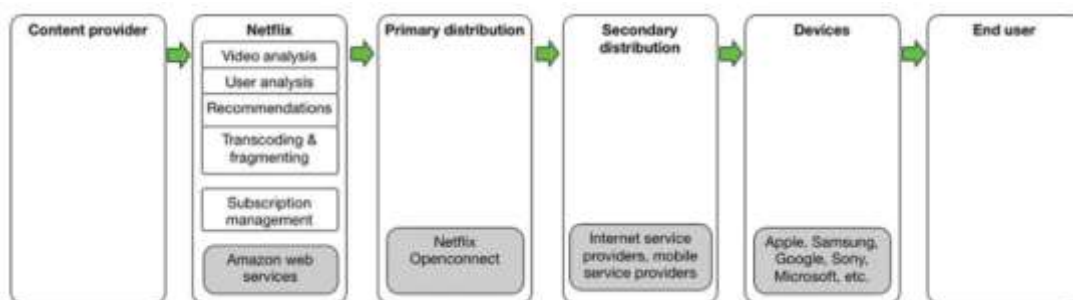 Content provider
Netflix
Video analysis
User analysis
Recommendations
Transcoding &
fragmenting
Subscription
management
Amazon web
services
Primary distribution
Netflix
Openconnect
Secondary
distribution
Internet service
providers, mobile
service providers
Devices
Apple, Samsung,
Google, Sony,
Microsoft, etc.
End user